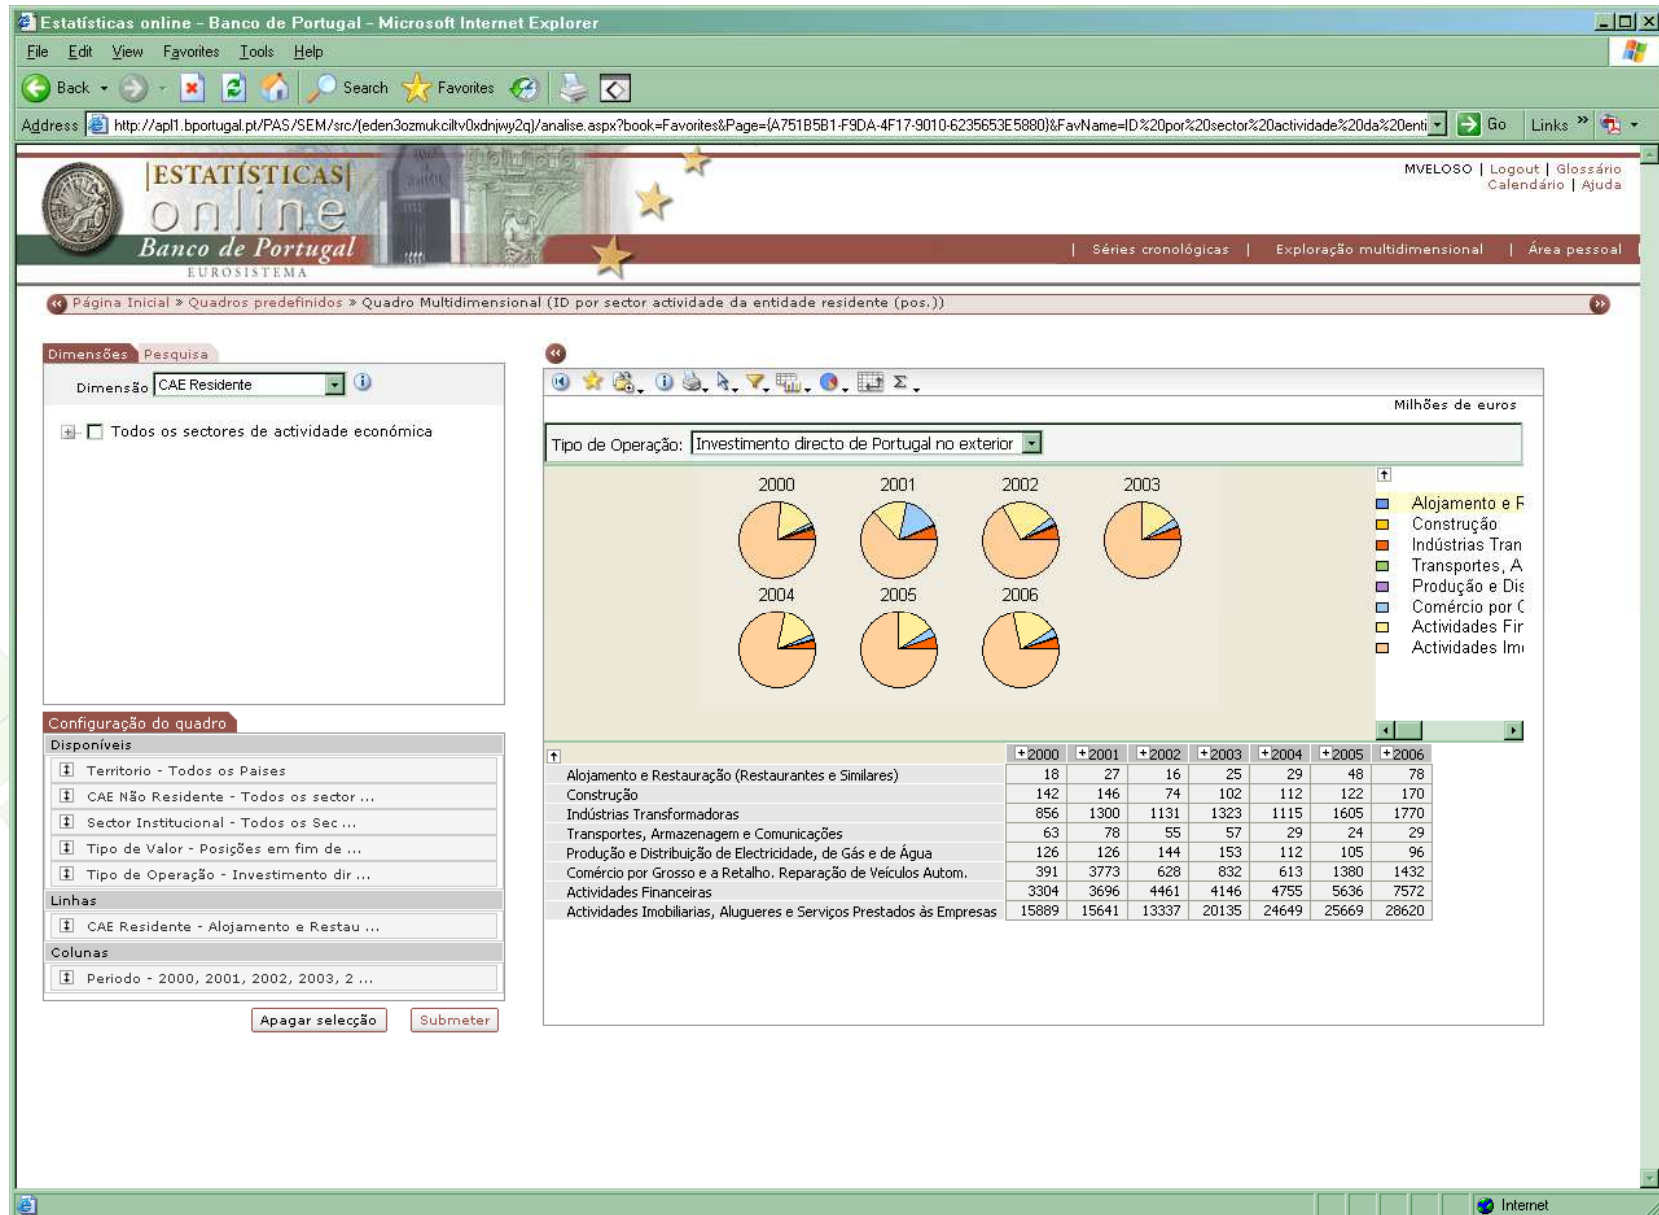 Estatísticas online - Banco de Portugal - Microsoft Internet Explorer
File Edit View Favorites Tools Help
Back Search Favorites
Address http://apl1.bportugal.pt/PAS/SEM/src/(eden3ozmukciltv0xdnjwy2q)/analise.aspx?book=Favorites&Page={A751B5B1-F9DA-4F17-9010-6235653E5880}&FavName=ID%20por%20sector%20actividade%20da%20enti Go Links »
|ESTATÍSTICAS|
online
Banco de Portugal
EUROSISTEMA
MVELOSO | Logout | Glossário
Calendário | Ajuda
| Séries cronológicas | Exploração multidimensional | Área pessoal |
Página Inicial » Quadros predefinidos » Quadro Multidimensional (ID por sector actividade da entidade residente (pos.))
Dimensões Pesquisa
Dimensão CAE Residente
Todos os sectores de actividade económica
Configuração do quadro
Disponíveis
Territorio - Todos os Paises
CAE Não Residente - Todos os sector ...
Sector Institucional - Todos os Sec ...
Tipo de Valor - Posições em fim de ...
Tipo de Operação - Investimento dir ...
Linhas
CAE Residente - Alojamento e Restau ...
Colunas
Periodo - 2000, 2001, 2002, 2003, 2 ...
Apagar selecção Submeter
Milhões de euros
Tipo de Operação: Investimento directo de Portugal no exterior
2000 2001 2002 2003
2004 2005 2006
Alojamento e R
Construção
Indústrias Tran
Transportes, A
Produção e Dis
Comércio por G
Actividades Fin
Actividades Imo
+2000 +2001 +2002 +2003 +2004 +2005 +2006
Alojamento e Restauração (Restaurantes e Similares) 18 27 16 25 29 48 78
Construção 142 146 74 102 112 122 170
Indústrias Transformadoras 856 1300 1131 1323 1115 1605 1770
Transportes, Armazenagem e Comunicações 63 78 55 57 29 24 29
Produção e Distribuição de Electricidade, de Gás e de Água 126 126 144 153 112 105 96
Comércio por Grosso e a Retalho. Reparação de Veículos Autom. 391 3773 628 832 613 1380 1432
Actividades Financeiras 3304 3696 4461 4146 4755 5636 7572
Actividades Imobiliarias, Alugueres e Serviços Prestados às Empresas 15889 15641 13337 20135 24649 25669 28620
Internet